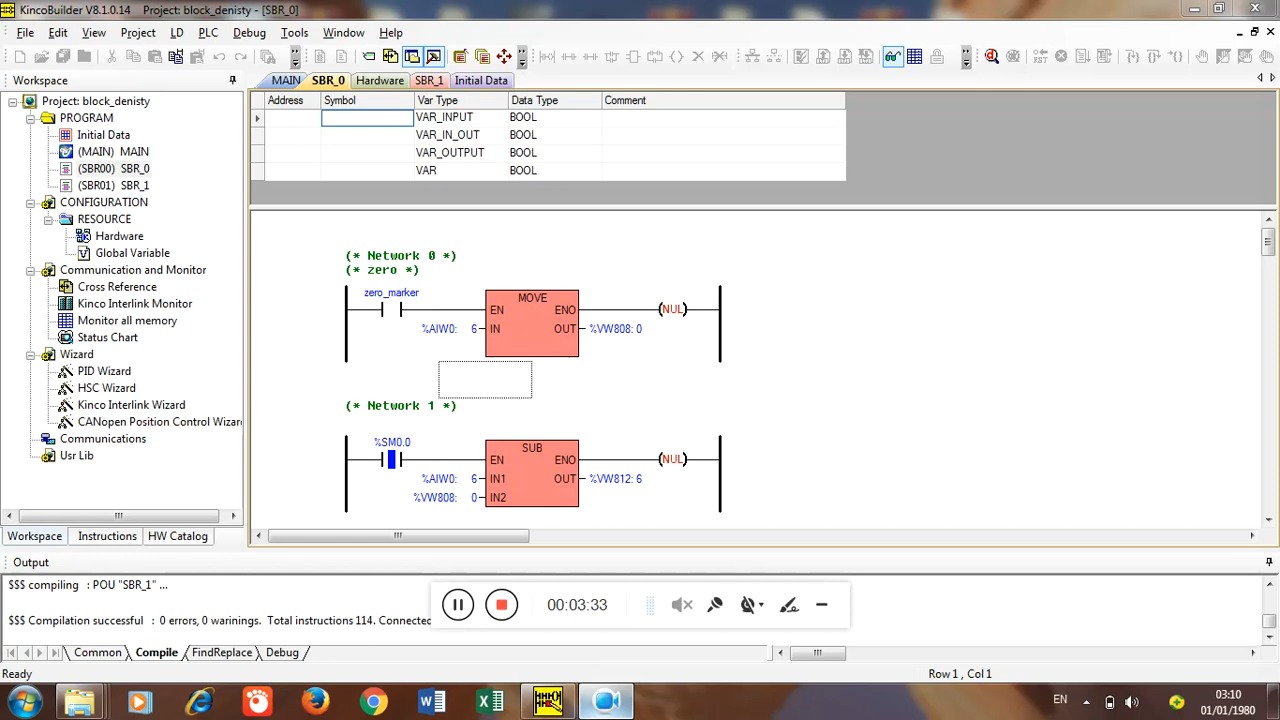 KincoBuilder V8.1.0.14    Project: block_denisty - [SBR_0]
File Edit View Project LD PLC Debug Tools Window Help
Workspace
MAIN SBR_0 Hardware SBR_1 Initial Data
Project: block_denisty
PROGRAM
Initial Data
(MAIN) MAIN
(SBR00) SBR_0
(SBR01) SBR_1
CONFIGURATION
RESOURCE
Hardware
Global Variable
Communication and Monitor
Cross Reference
Kinco Interlink Monitor
Monitor all memory
Status Chart
Wizard
PID Wizard
HSC Wizard
Kinco Interlink Wizard
CANopen Position Control Wizar
Communications
Usr Lib
Workspace Instructions HW Catalog
Address Symbol Var Type Data Type Comment
VAR_INPUT BOOL
VAR_IN_OUT BOOL
VAR_OUTPUT BOOL
VAR BOOL
(* Network 0 *)
(* zero *)
zero_marker
MOVE
EN ENO (NUL)
%AIW0: 6 IN OUT %VW808: 0
(* Network 1 *)
%SM0.0
SUB
EN ENO (NUL)
%AIW0: 6 IN1 OUT %VW812: 6
%VW808: 0 IN2
Output
$$$ compiling : POU "SBR_1" ...
$$$ Compilation successful : 0 errors, 0 warinings. Total instructions 114. Connected
00:03:33
Common Compile FindReplace Debug
Ready
Row 1 , Col 1
EN
03:10
01/01/1980